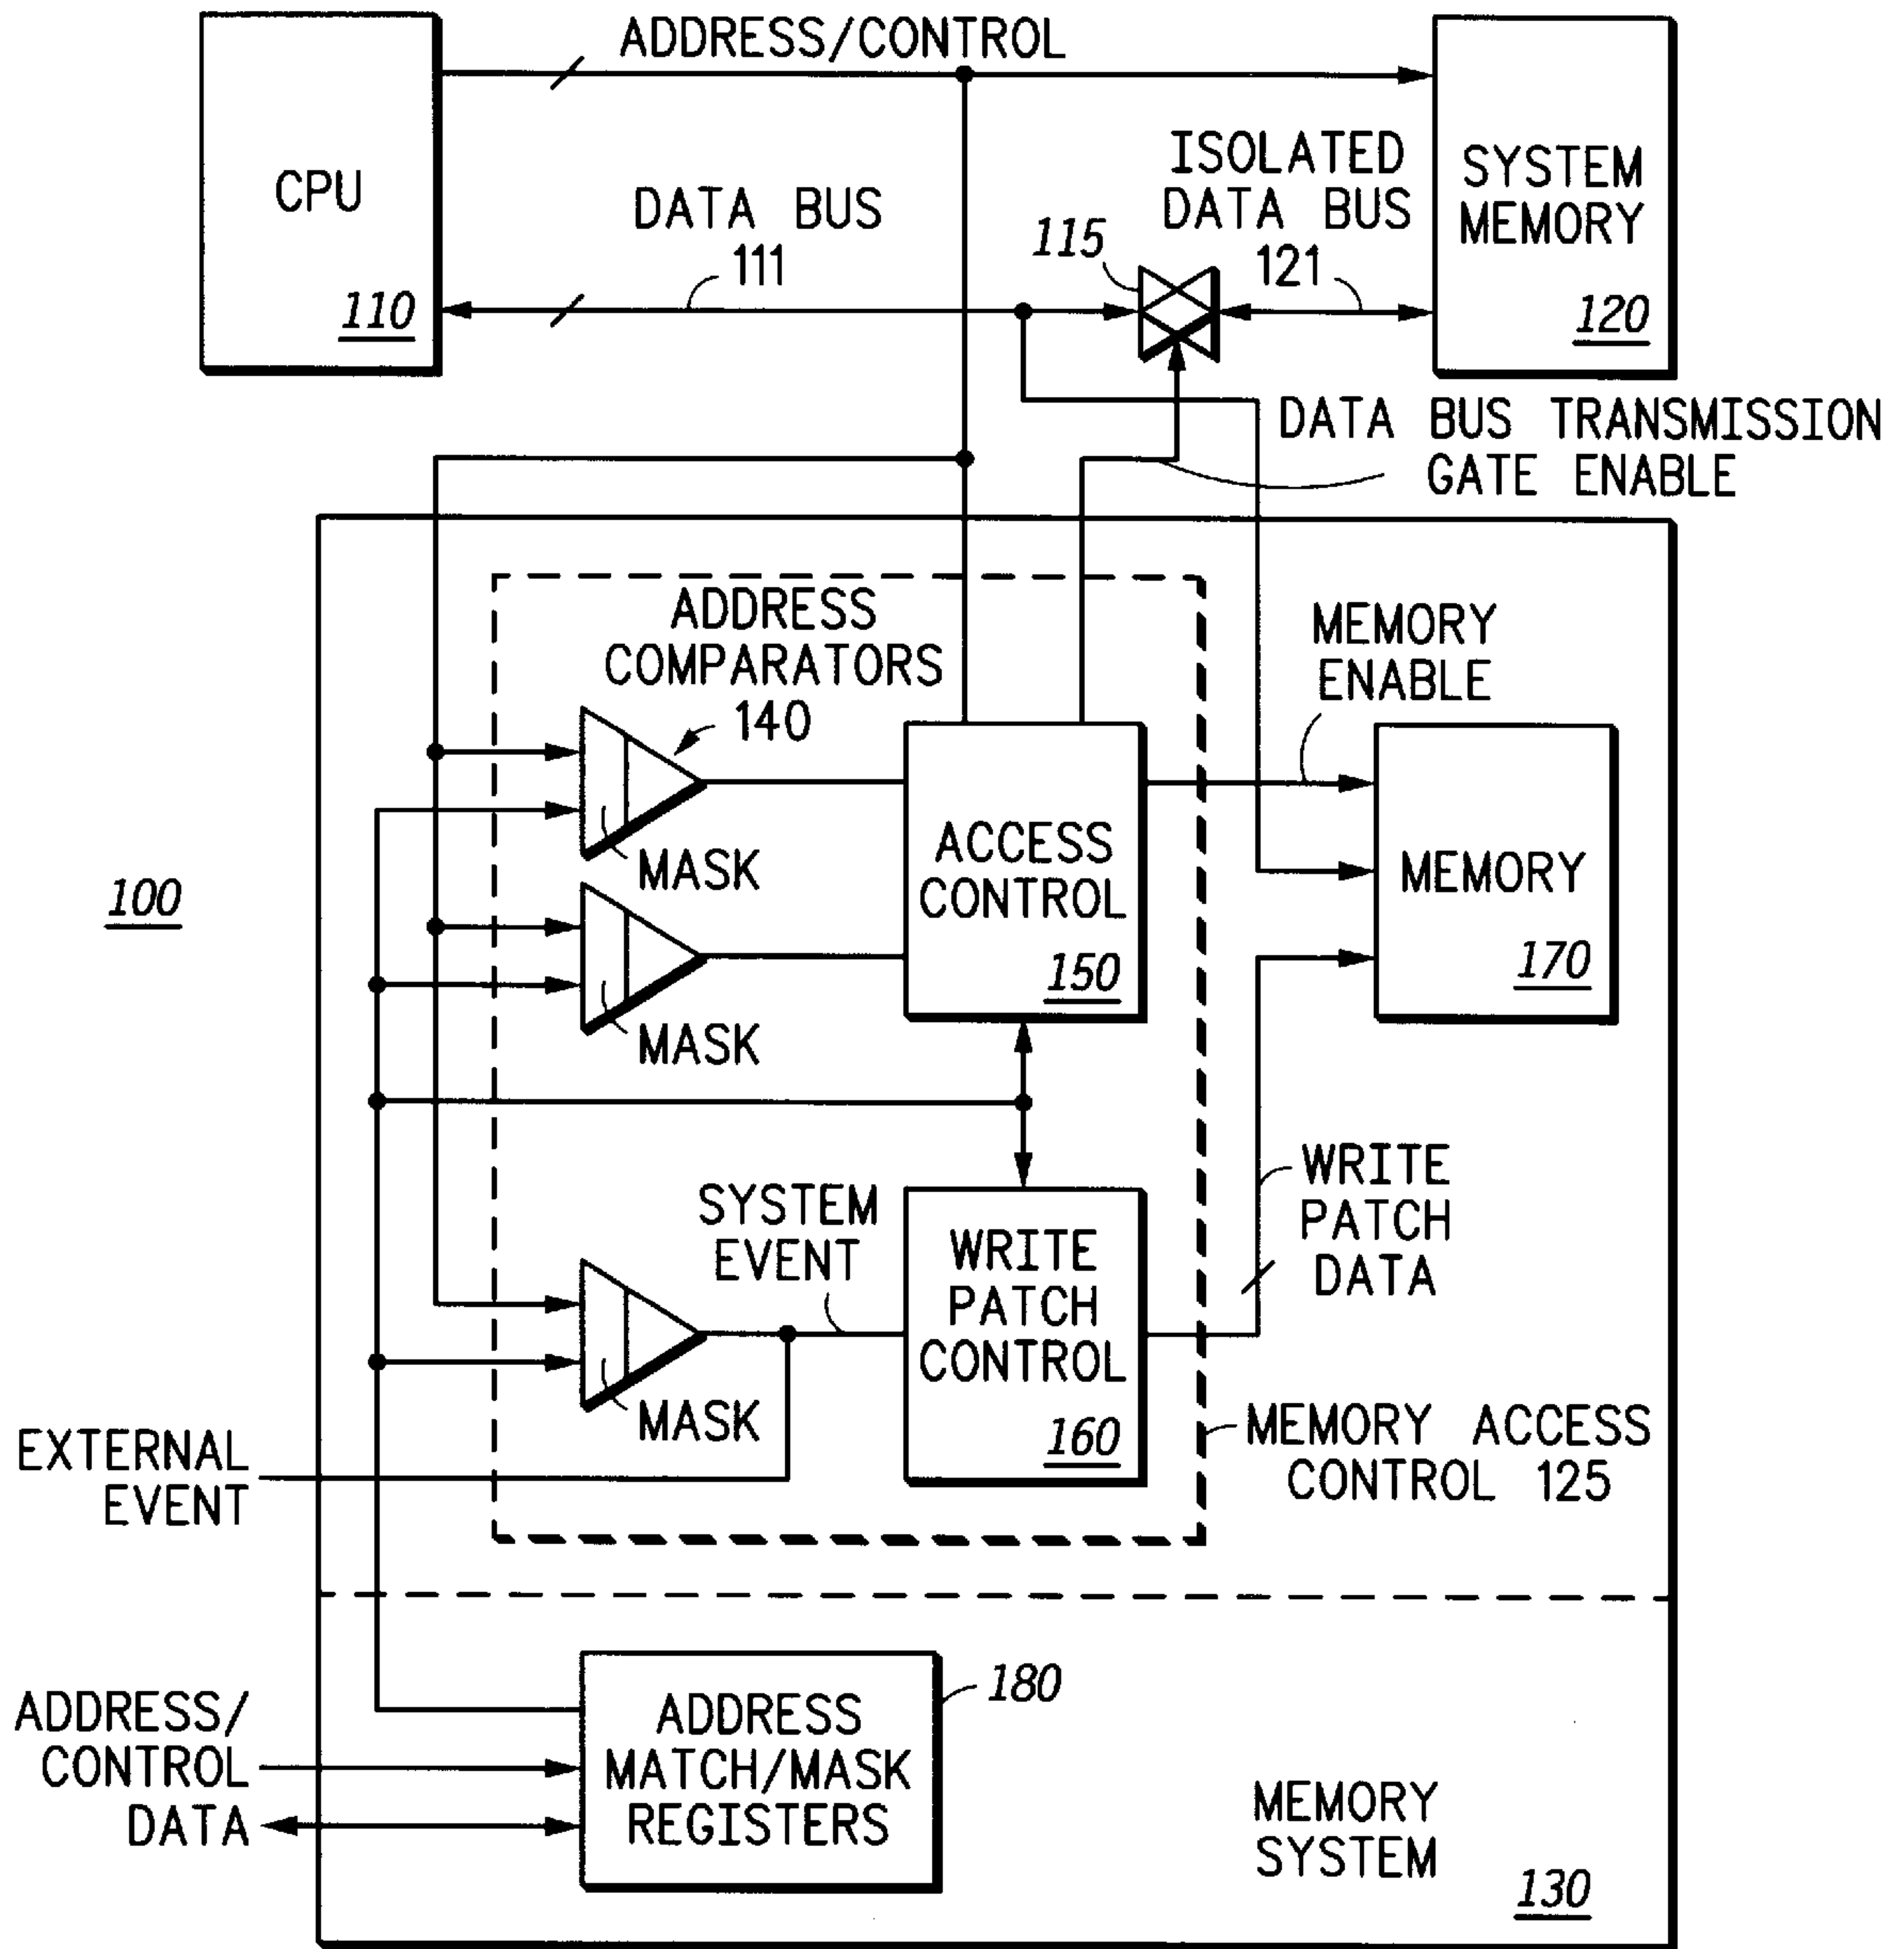 ADDRESS/CONTROL
CPU
110
DATA BUS
111
115
ISOLATED
DATA BUS
121
SYSTEM
MEMORY
120
DATA BUS TRANSMISSION
GATE ENABLE
100
ADDRESS
COMPARATORS
140
MASK
MASK
ACCESS
CONTROL
150
MEMORY
ENABLE
MEMORY
170
SYSTEM
EVENT
MASK
WRITE
PATCH
CONTROL
160
WRITE
PATCH
DATA
MEMORY ACCESS
CONTROL 125
EXTERNAL
EVENT
ADDRESS/
CONTROL
DATA
ADDRESS
MATCH/MASK
REGISTERS
180
MEMORY
SYSTEM
130